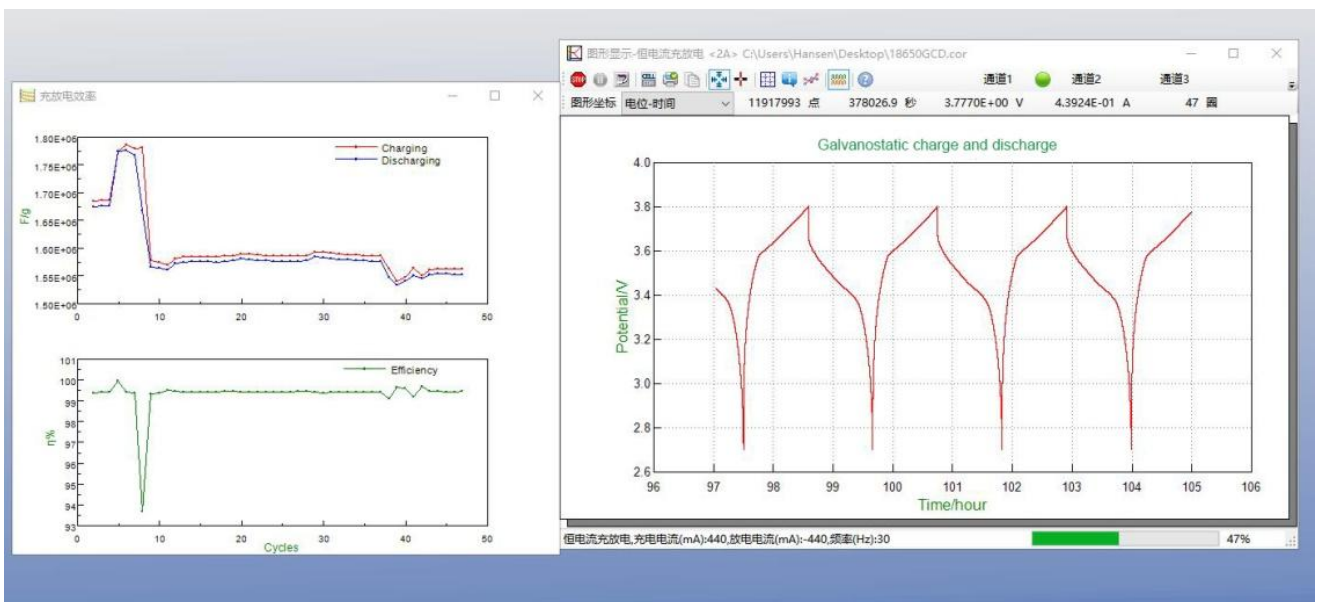 充放电效率
Charging
Discharging
1.80E+06
1.75E+06
1.70E+06
1.65E+06
1.60E+06
1.55E+06
1.50E+06
F/g
0 10 20 30 40 50
Efficiency
101
100
99
98
97
96
95
94
93
η%
0 10 20 30 40 50
Cycles
图形显示-恒电流充放电 <2A> C:\Users\Hansen\Desktop\18650GCD.cor
STOP
通道1 通道2 通道3
图形坐标 电位-时间 11917993 点 378026.9 秒 3.7770E+00 V 4.3924E-01 A 47 圈
Galvanostatic charge and discharge
4.0
3.8
3.6
3.4
3.2
3.0
2.8
2.6
Potential/V
96 97 98 99 100 101 102 103 104 105 106
Time/hour
恒电流充放电,充电电流(mA):440,放电电流(mA):-440,频率(Hz):30
47%